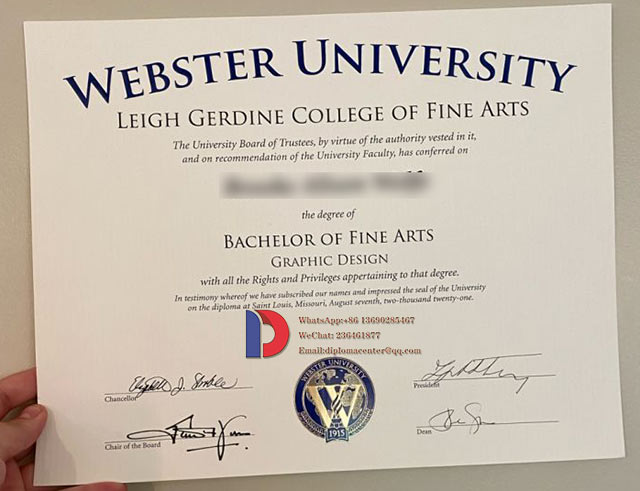 WEBSTER UNIVERSITY
LEIGH GERDINE COLLEGE OF FINE ARTS
The University Board of Trustees, by virtue of the authority vested in it,
and on recommendation of the University Faculty, has conferred on
the degree of
BACHELOR OF FINE ARTS
GRAPHIC DESIGN
with all the Rights and Privileges appertaining to that degree.
In testimony whereof we have subscribed our names and impressed the seal of the University
on the diploma at Saint Louis, Missouri, August seventh, two-thousand twenty-one.
WhatsApp:+86 13690285467
WeChat: 236461877
Email:diplomacenter@qq.com
Chancellor
President
WEBSTER UNIVERSITY
W
1915
Chair of the Board
Dean